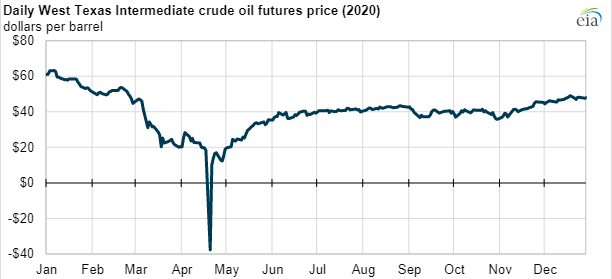 Daily West Texas Intermediate crude oil futures price (2020)
dollars per barrel
eia
$80
$60
$40
$20
$0
-$20
-$40
Jan Feb Mar Apr May Jun Jul Aug Sep Oct Nov Dec